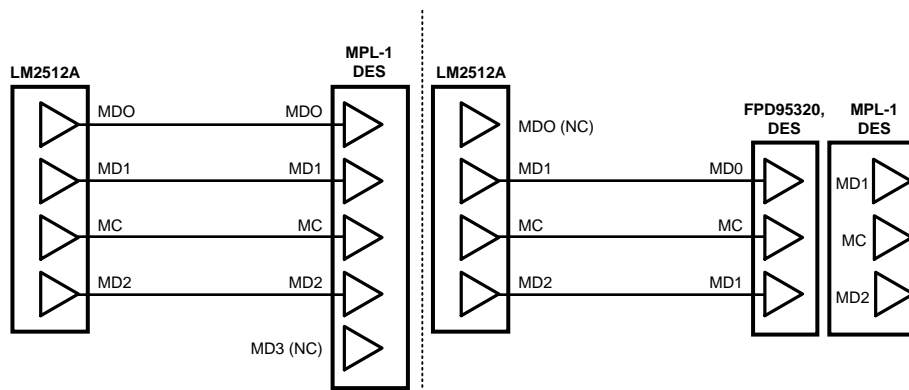 MPL-1
DES
LM2512A
MDO
MDO
MD1
MD1
MC
MC
MD2
MD2
MD3 (NC)
LM2512A
FPD95320,
DES
MPL-1
DES
MDO (NC)
MD1
MD0
MD1
MC
MC
MC
MD2
MD1
MD2